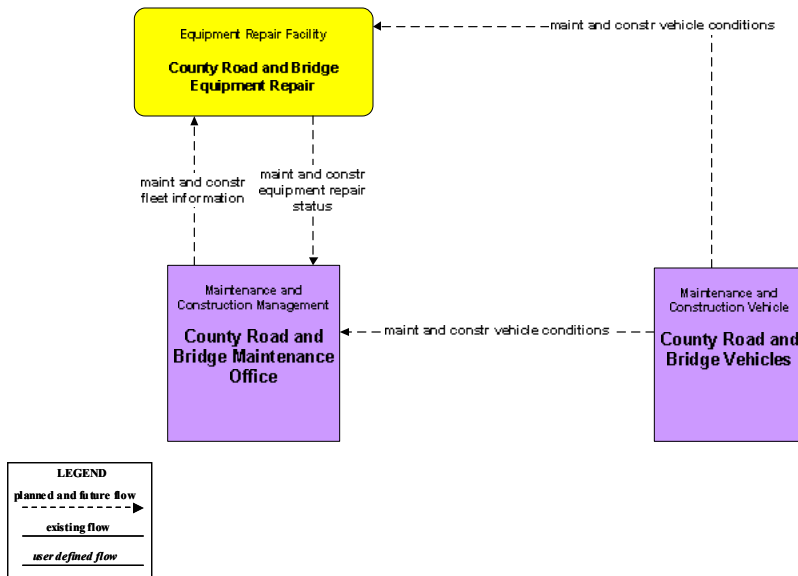 Equipment Repair Facility
County Road and Bridge
Equipment Repair
maint and constr vehicle conditions
maint and constr
fleet information
maint and constr
equipment repair
status
Maintenance and
Construction Management
County Road and
Bridge Maintenance
Office
maint and constr vehicle conditions
Maintenance and
Construction Vehicle
County Road and
Bridge Vehicles
LEGEND
planned and future flow
existing flow
user defined flow